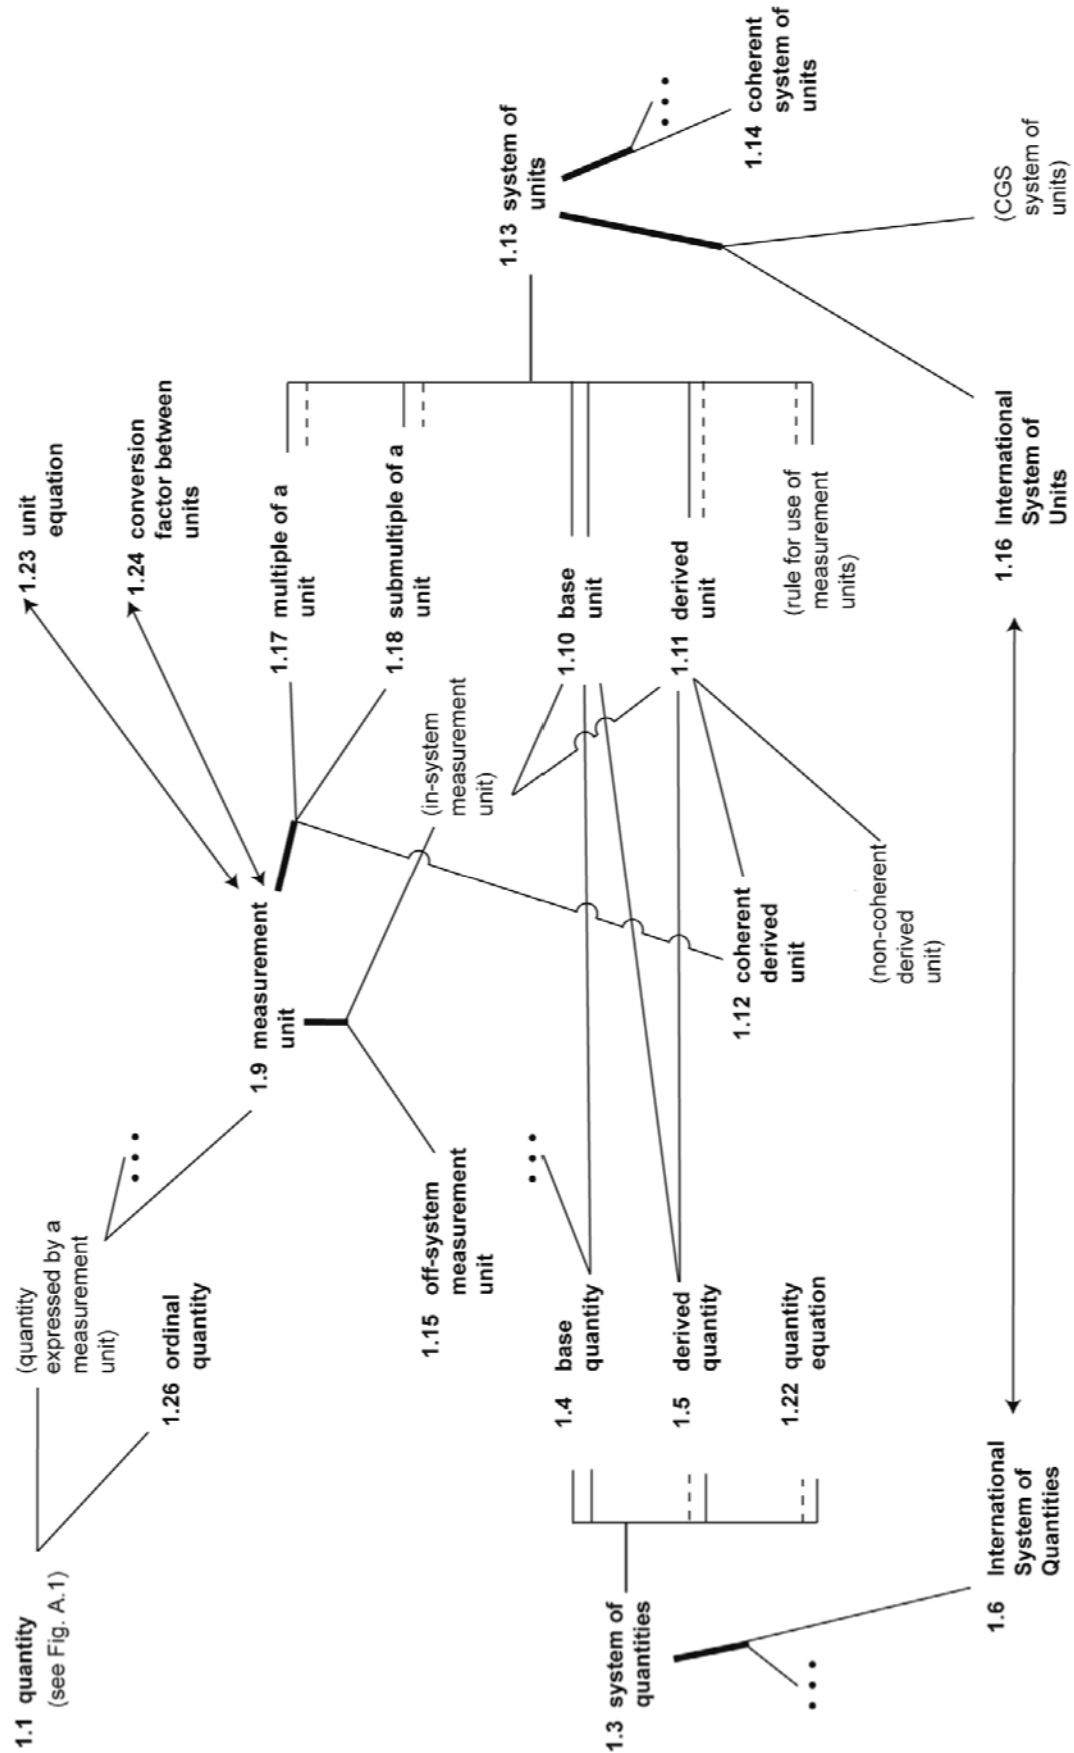 1.1 quantity
(see Fig. A.1)
(quantity
expressed by a
measurement
unit)
1.26 ordinal
quantity
1.9 measurement
unit
1.23 unit
equation
1.24 conversion
factor between
units
1.17 multiple of a
unit
1.18 submultiple of a
unit
(in-system
measurement
unit)
1.15 off-system
measurement
unit
1.13 system of
units
1.14 coherent
system of
units
(CGS
system of
units)
1.10 base
unit
1.11 derived
unit
(rule for use of
measurement
units)
1.12 coherent
derived
unit
(non-coherent
derived
unit)
1.3 system of
quantities
1.4 base
quantity
1.5 derived
quantity
1.22 quantity
equation
1.6 International
System of
Quantities
1.16 International
System of
Units